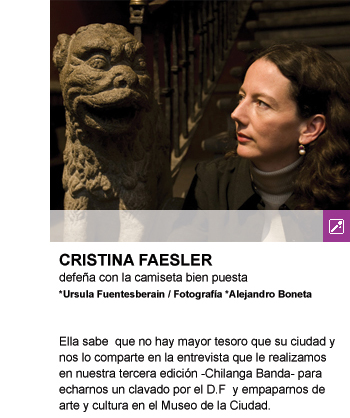 CRISTINA FAESLER
defeña con la camiseta bien puesta
*Ursula Fuentesberain / Fotografía *Alejandro Boneta
Ella sabe que no hay mayor tesoro que su ciudad y
nos lo comparte en la entrevista que le realizamos
en nuestra tercera edición -Chilanga Banda- para
echarnos un clavado por el D.F y empaparnos de
arte y cultura en el Museo de la Ciudad.